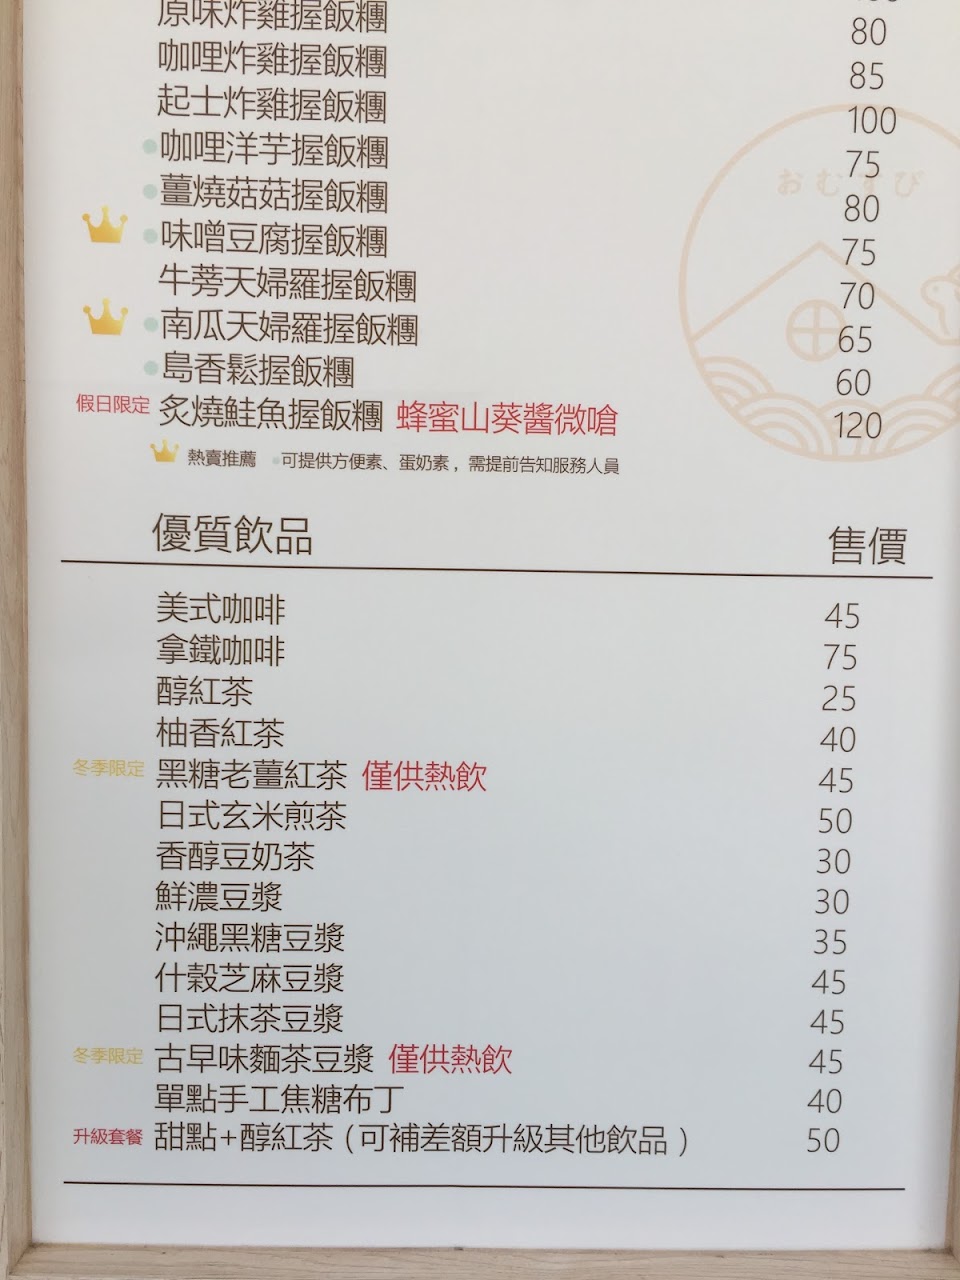 原味炸雞握飯糰 80
咖哩炸雞握飯糰 85
起士炸雞握飯糰 100
咖哩洋芋握飯糰 75
薑燒菇菇握飯糰 80
味噌豆腐握飯糰 75
牛蒡天婦羅握飯糰 70
南瓜天婦羅握飯糰 65
島香鬆握飯糰 60
假日限定 炙燒鮭魚握飯糰 蜂蜜山葵醬微嗆 120
おむすび
熱賣推薦 可提供方便素、蛋奶素，需提前告知服務人員
優質飲品 售價
美式咖啡 45
拿鐵咖啡 75
醇紅茶 25
柚香紅茶 40
冬季限定 黑糖老薑紅茶 僅供熱飲 45
日式玄米煎茶 50
香醇豆奶茶 30
鮮濃豆漿 30
沖繩黑糖豆漿 35
什穀芝麻豆漿 45
日式抹茶豆漿 45
冬季限定 古早味麵茶豆漿 僅供熱飲 45
單點手工焦糖布丁 40
升級套餐 甜點+醇紅茶（可補差額升級其他飲品） 50